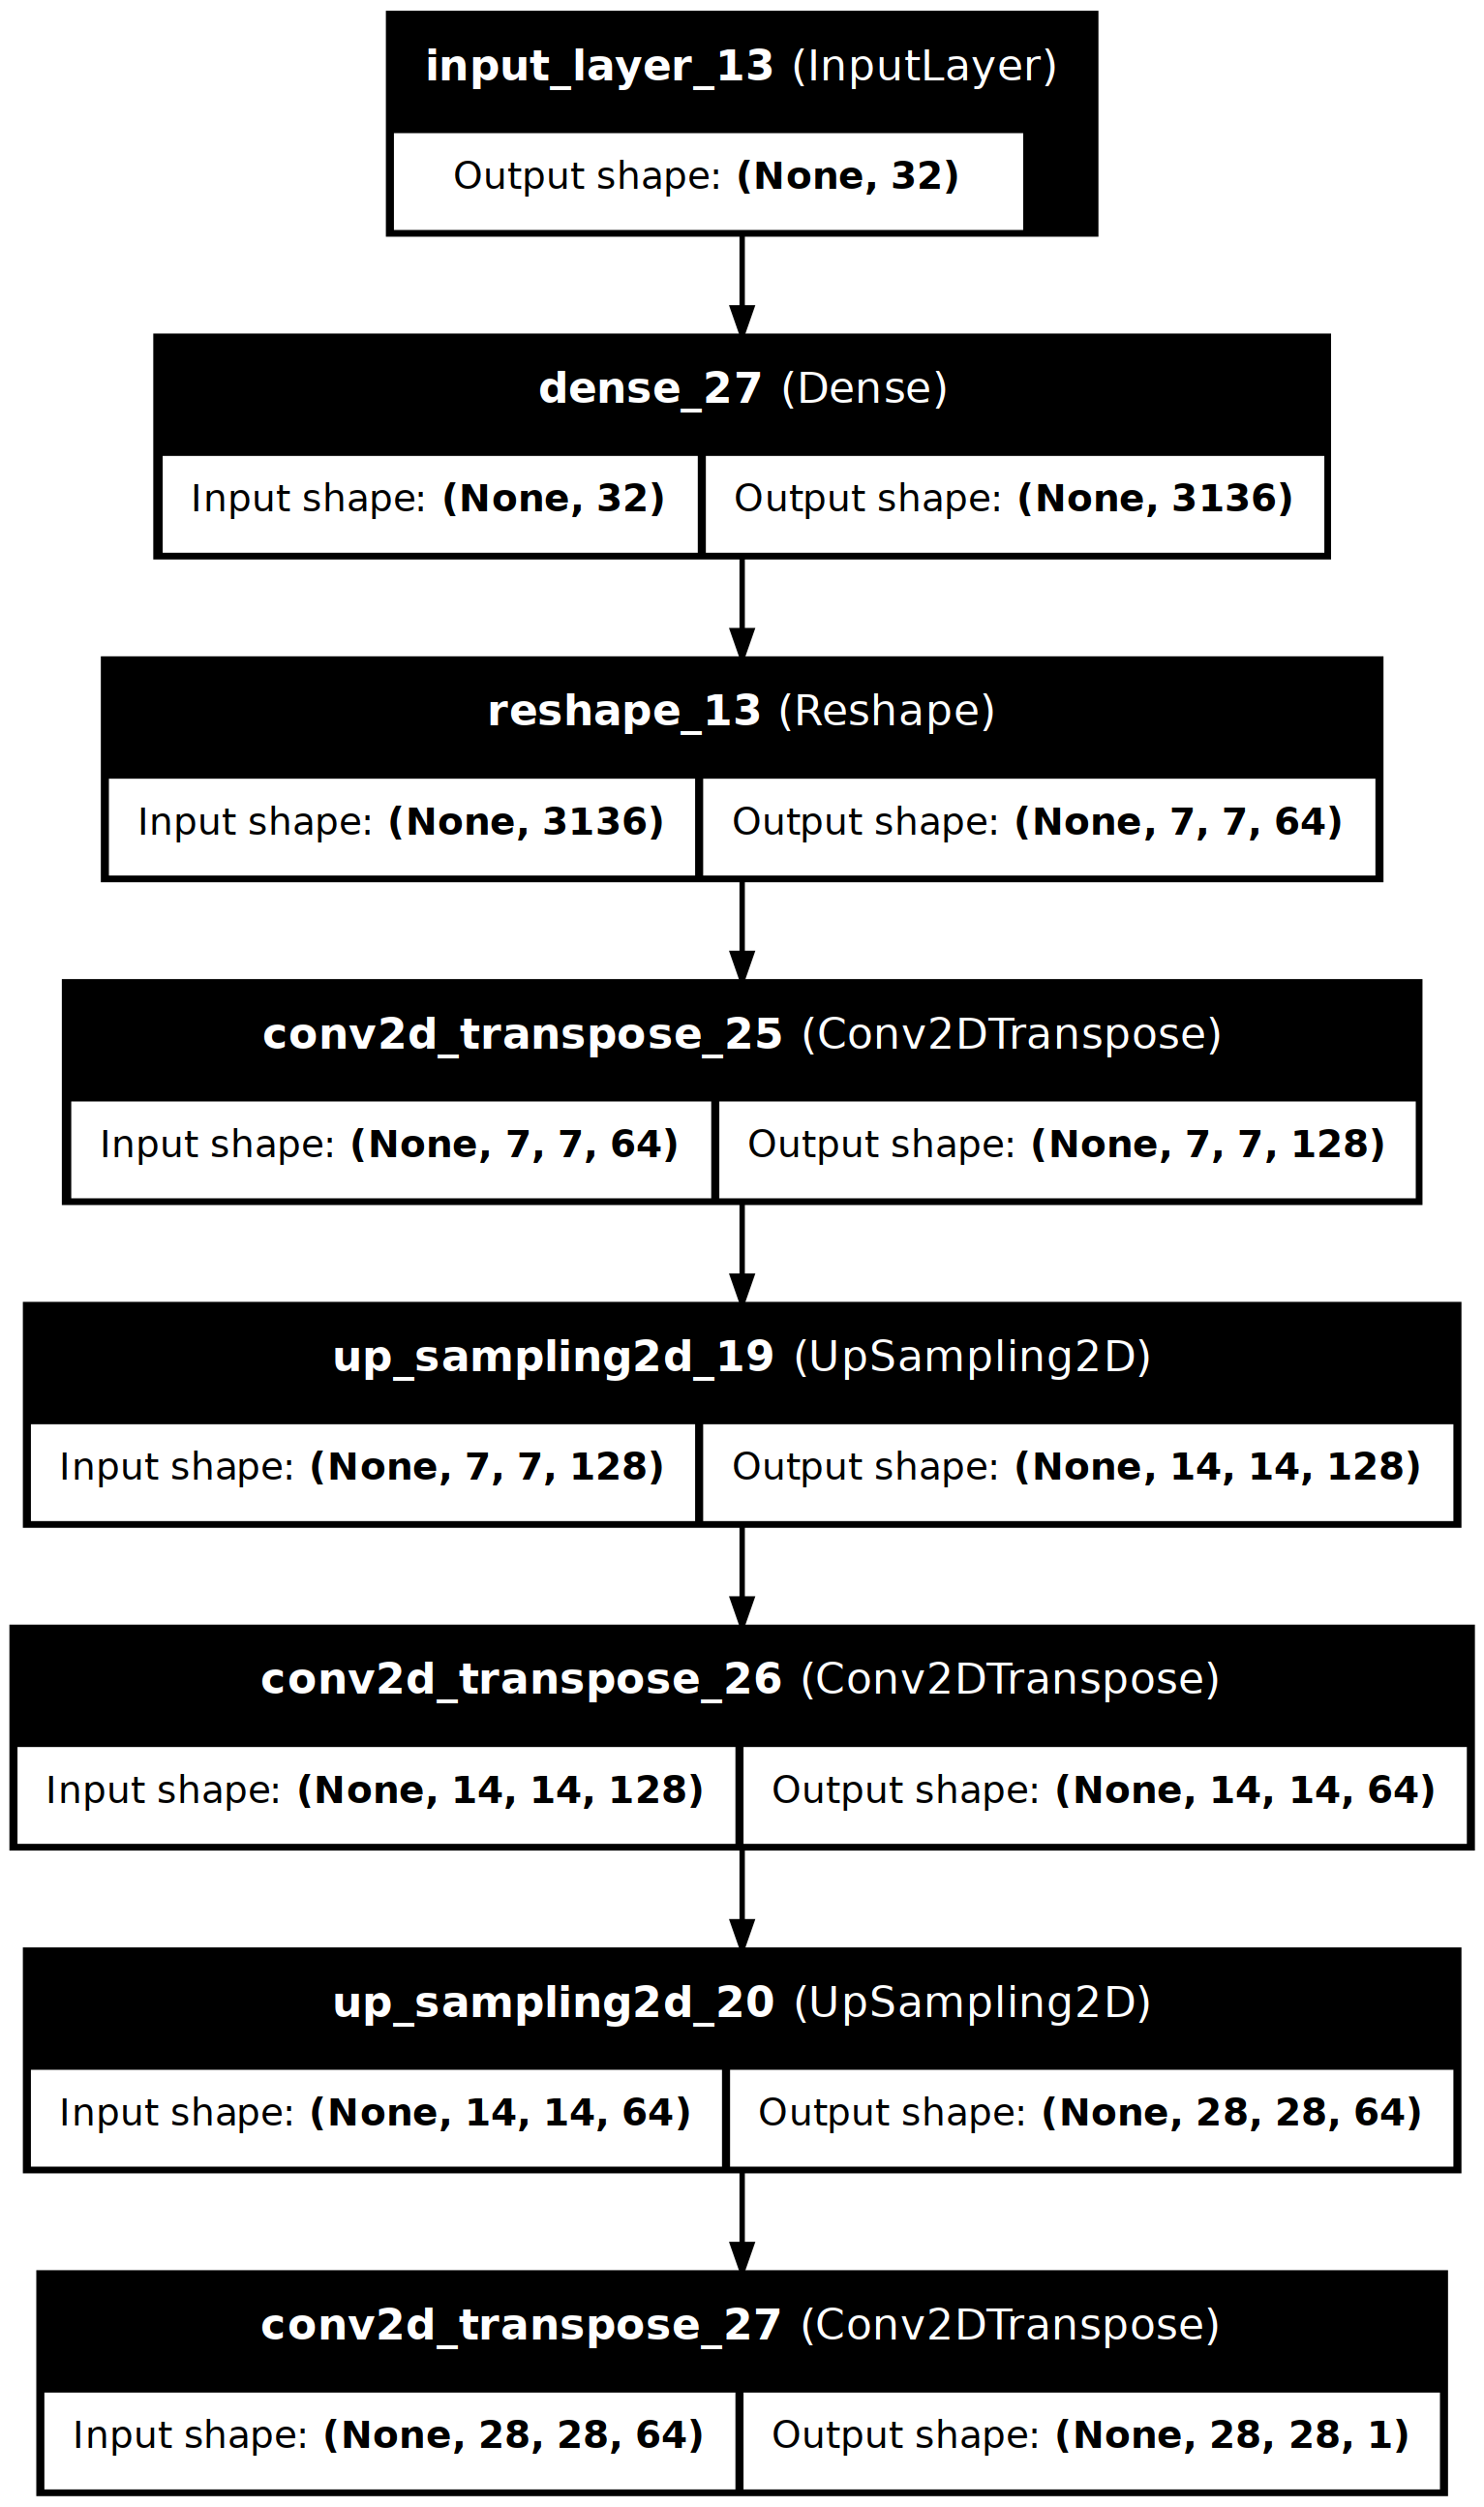 input_layer_13 (InputLayer)
Output shape: (None, 32)
dense_27 (Dense)
Input shape: (None, 32) Output shape: (None, 3136)
reshape_13 (Reshape)
Input shape: (None, 3136) Output shape: (None, 7, 7, 64)
conv2d_transpose_25 (Conv2DTranspose)
Input shape: (None, 7, 7, 64) Output shape: (None, 7, 7, 128)
up_sampling2d_19 (UpSampling2D)
Input shape: (None, 7, 7, 128) Output shape: (None, 14, 14, 128)
conv2d_transpose_26 (Conv2DTranspose)
Input shape: (None, 14, 14, 128) Output shape: (None, 14, 14, 64)
up_sampling2d_20 (UpSampling2D)
Input shape: (None, 14, 14, 64) Output shape: (None, 28, 28, 64)
conv2d_transpose_27 (Conv2DTranspose)
Input shape: (None, 28, 28, 64) Output shape: (None, 28, 28, 1)